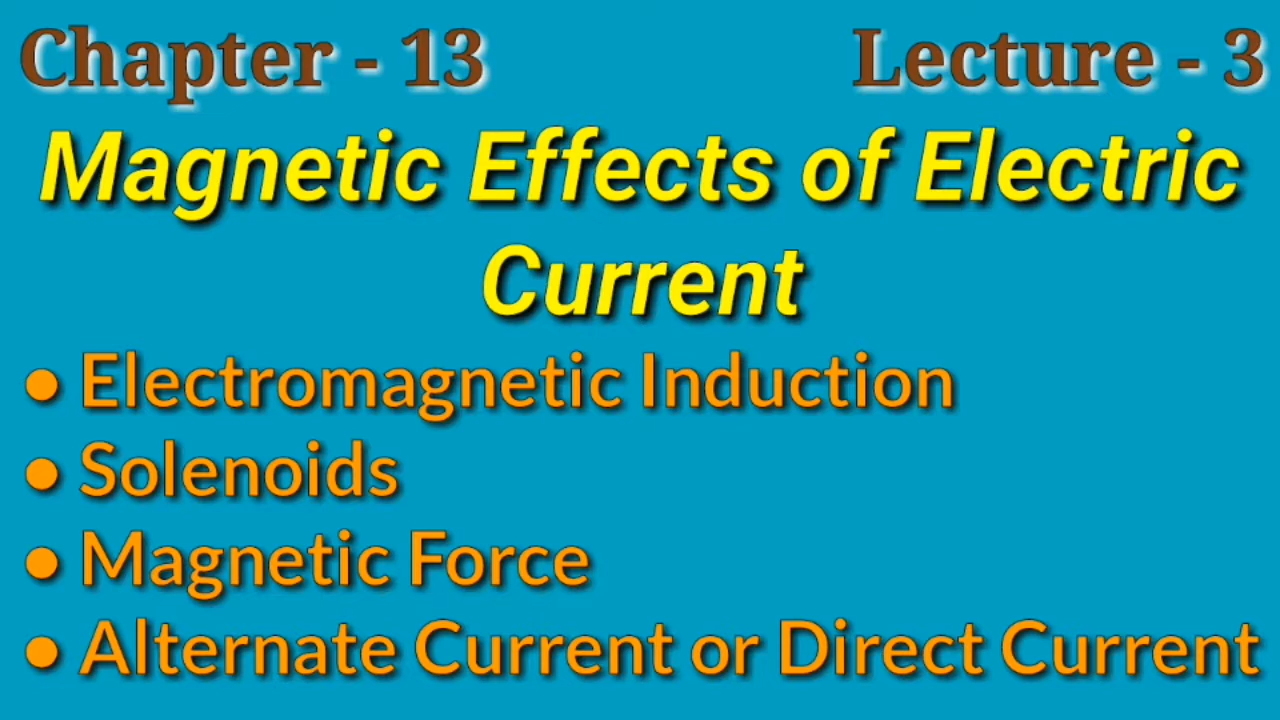 Chapter - 13 Lecture - 3
Magnetic Effects of Electric
Current
● Electromagnetic Induction
● Solenoids
● Magnetic Force
● Alternate Current or Direct Current